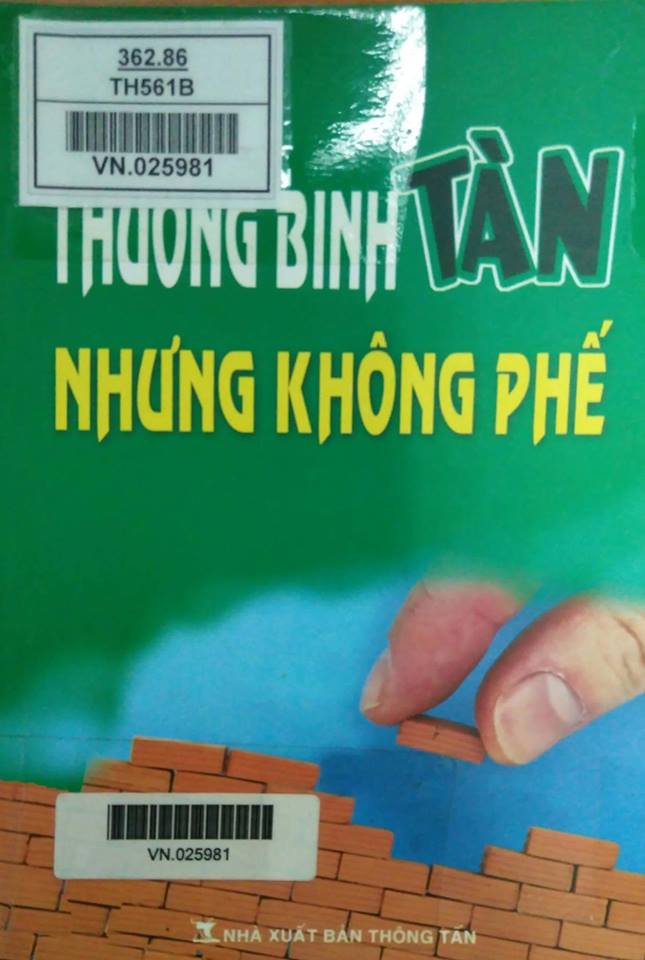 362.86
TH561B
VN.025981
THƯƠNG BINH TÀN
NHƯNG KHÔNG PHẾ
VN.025981
NHÀ XUẤT BẢN THÔNG TẤN